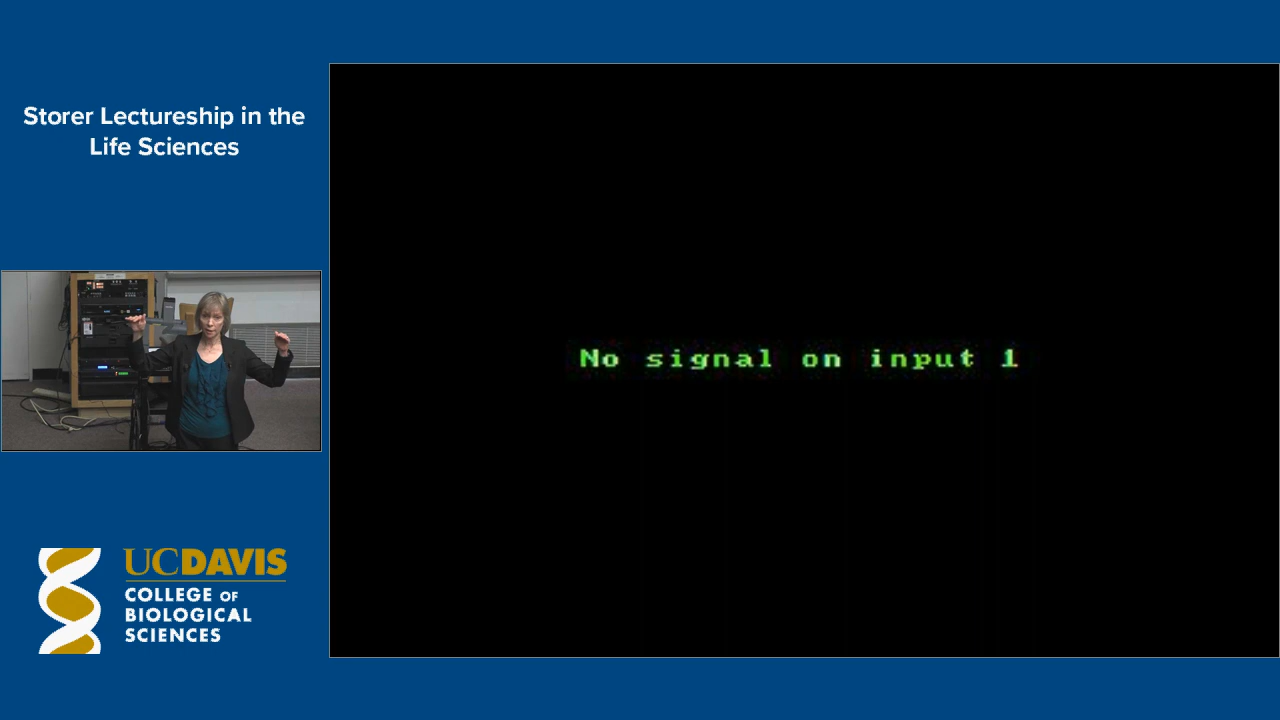 Storer Lectureship in the
Life Sciences
No signal on input 1
UCDAVIS
COLLEGE OF
BIOLOGICAL
SCIENCES